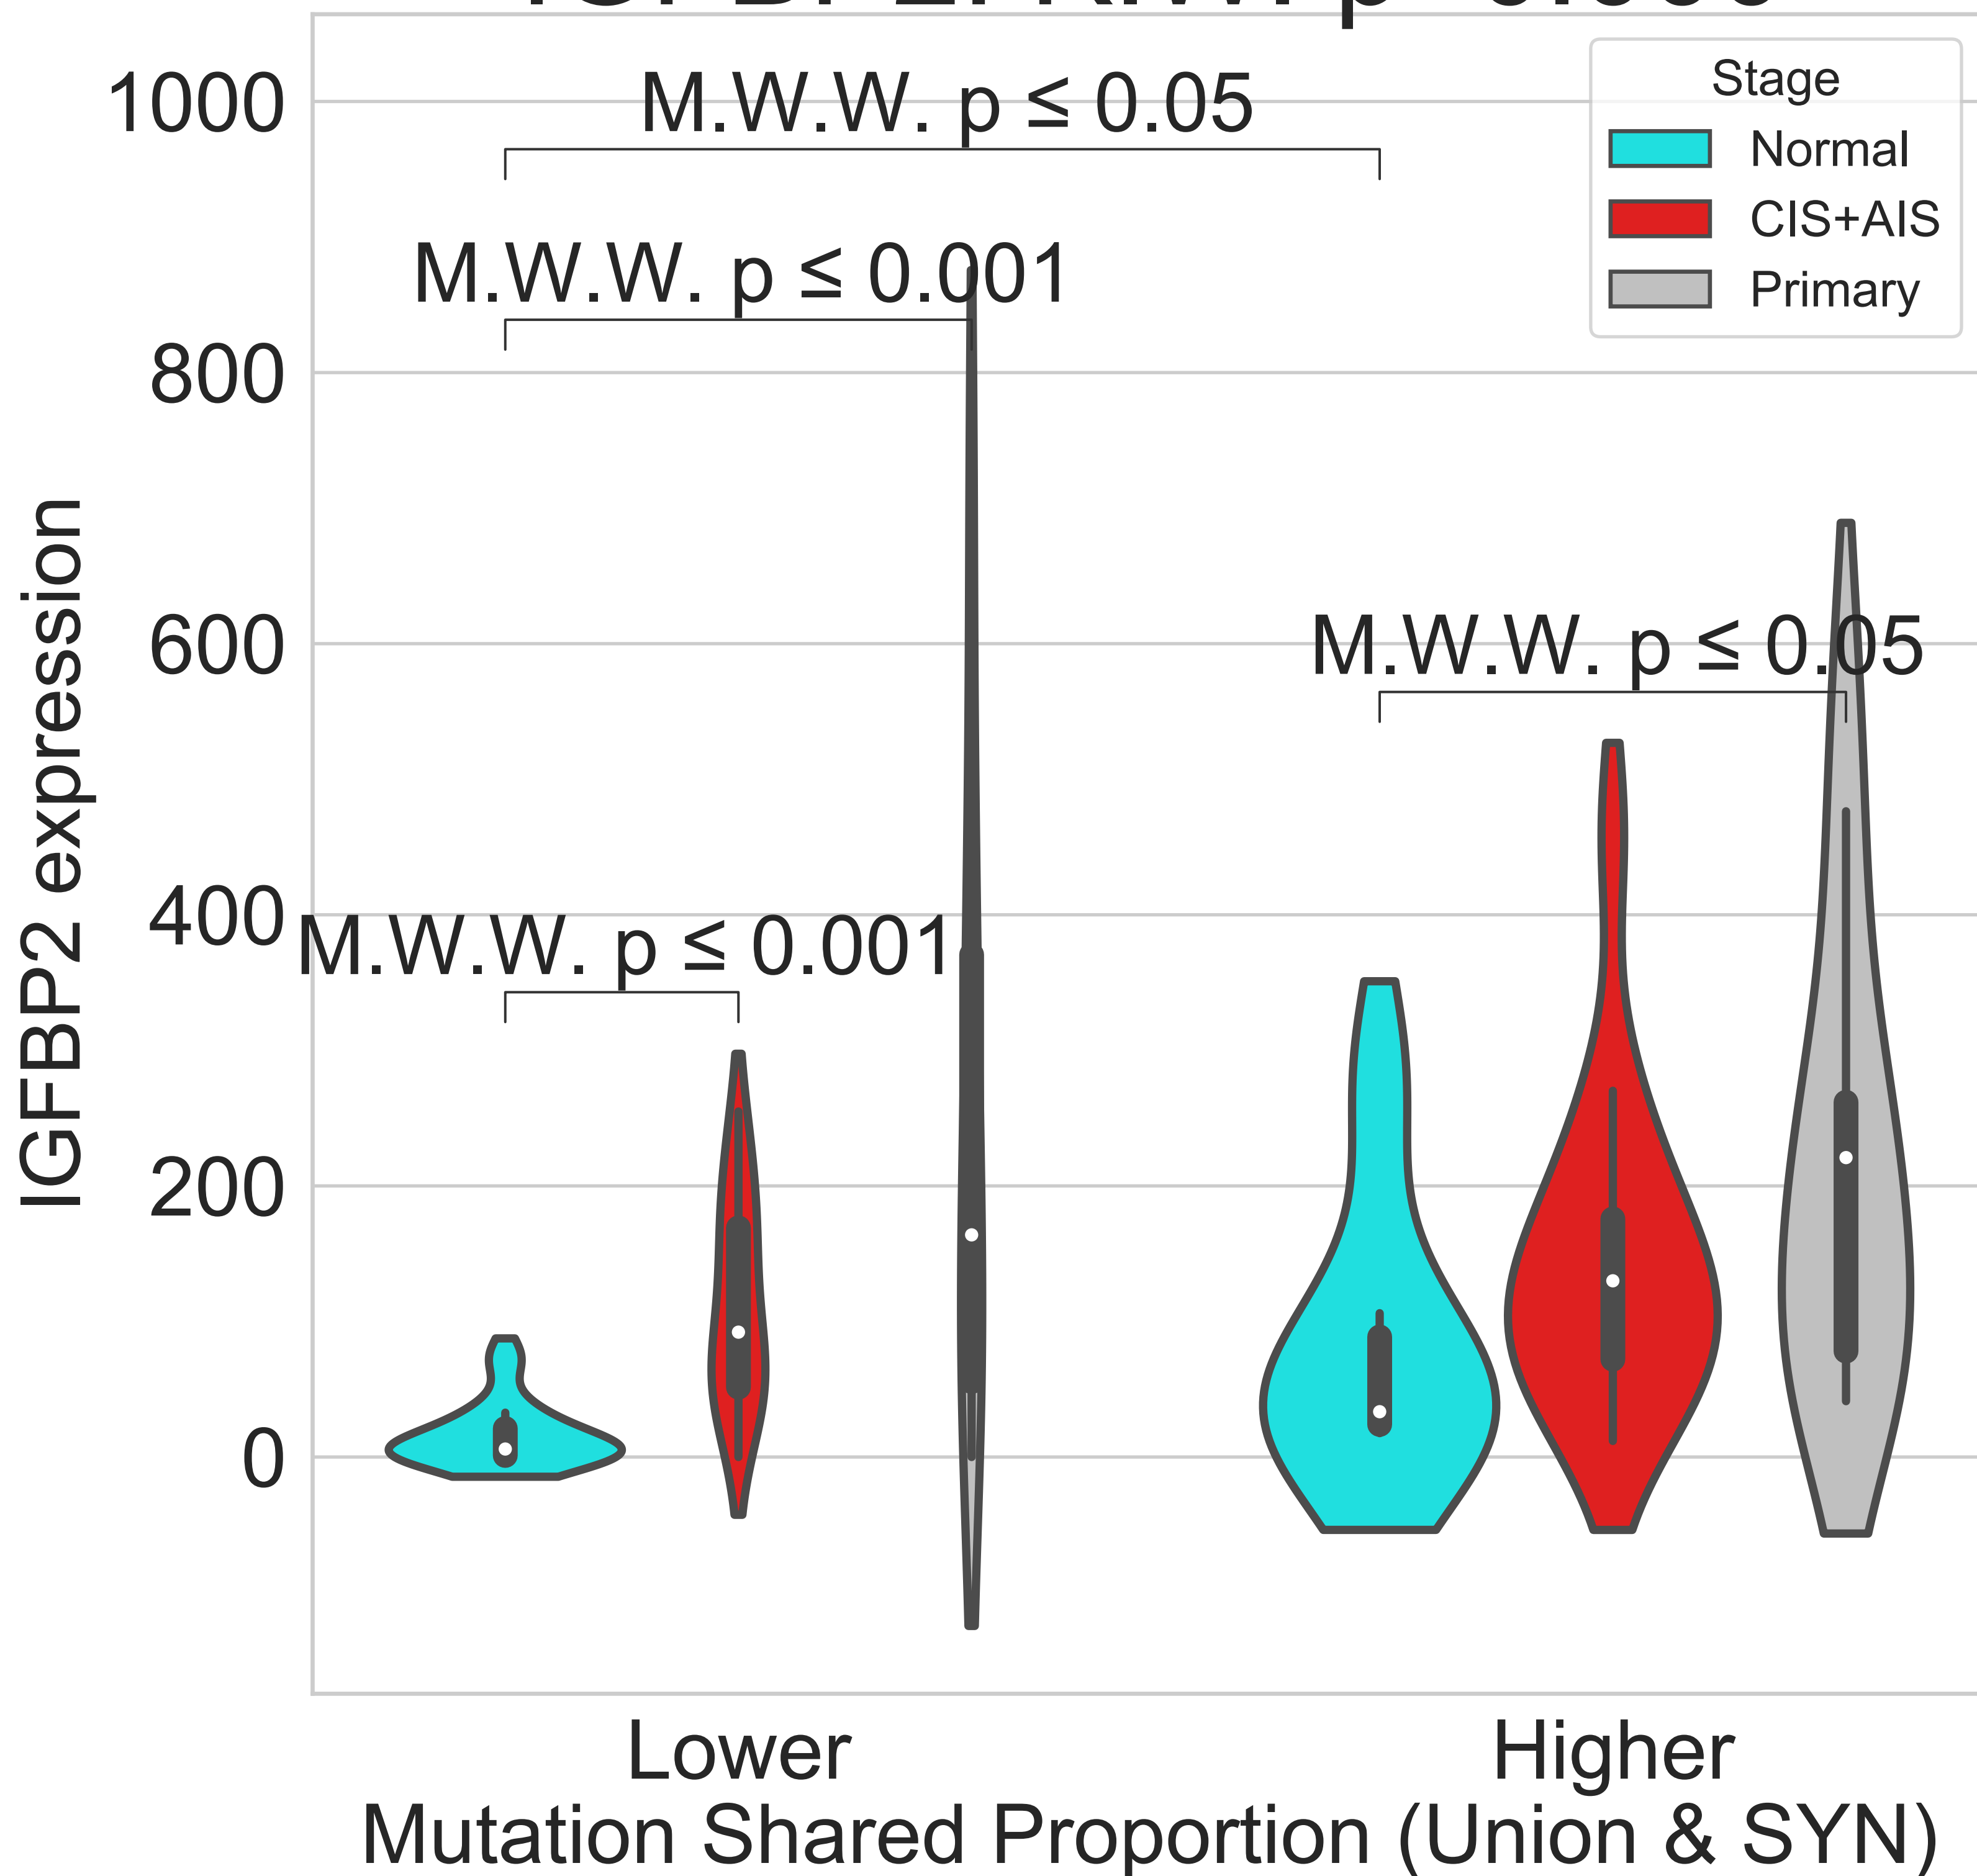 1000
800
600
400
200
0
IGFBP2 expression
M.W.W. p ≤ 0.05
M.W.W. p ≤ 0.001
M.W.W. p ≤ 0.05
M.W.W. p ≤ 0.001
Stage
Normal
CIS+AIS
Primary
Lower
Higher
Mutation Shared Proportion (Union & SYN)